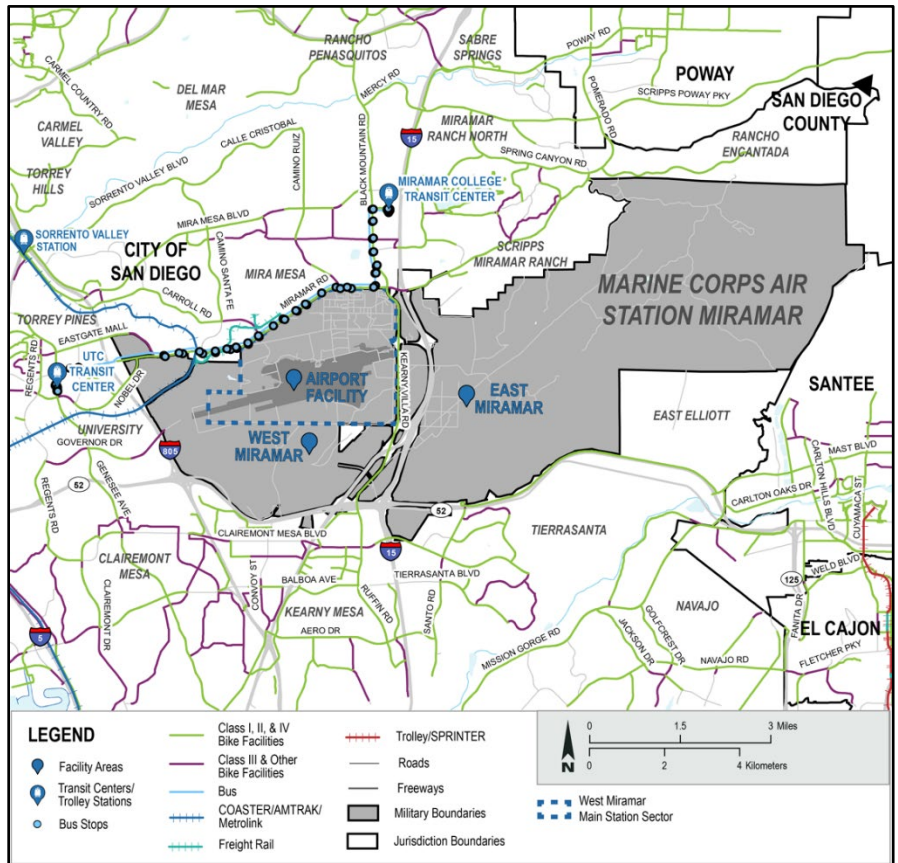 RANCHO
PENASQUITOS
SABRE
SPRINGS
POWAY RD
POWAY
SCRIPPS POWAY PKY
SAN DIEGO
COUNTY
CARMEL COUNTRY RD
DEL MAR
MESA
MERCY RD
POMERADO RD
CARMEL
VALLEY
CALLE CRISTOBAL
CAMINO RUIZ
BLACK MOUNTAIN RD
15
MIRAMAR
RANCH NORTH
RANCHO
ENCANTADA
SPRING CANYON RD
TORREY
HILLS
SORRENTO VALLEY BLVD
MIRAMAR COLLEGE
TRANSIT CENTER
MIRA MESA BLVD
SORRENTO VALLEY
STATION
CITY OF
SAN DIEGO
CAMINO SANTA FE
MIRA MESA
MIRAMAR RD
SCRIPPS
MIRAMAR RANCH
MARINE CORPS AIR
STATION MIRAMAR
CARROLL RD
TORREY PINES
EASTGATE MALL
REGENTS RD
UTC
TRANSIT
CENTER
NOBEL DR
AIRPORT
FACILITY
KEARNY VILLA RD
EAST
MIRAMAR
SANTEE
EAST ELLIOTT
UNIVERSITY
GOVERNOR DR
WEST
MIRAMAR
805
MAST BLVD
52
GENESEE AVE
REGENTS RD
CARLTON OAKS DR
CARLTON HILLS BLVD
CUYAMACA ST
52
CLAIREMONT MESA BLVD
TIERRASANTA
15
CLAIREMONT
MESA
CONVOY ST
BALBOA AVE
RUFFIN RD
TIERRASANTA BLVD
SANTO RD
125
WELD BLVD
CLAIREMONT DR
KEARNY MESA
AERO DR
NAVAJO
FANITA DR
5
GOLFCREST DR
JACKSON DR
EL CAJON
MISSION GORGE RD
NAVAJO RD
FLETCHER PKY
LEGEND
Facility Areas
Transit Centers/
Trolley Stations
Bus Stops
Class I, II, & IV
Bike Facilities
Class III & Other
Bike Facilities
Bus
COASTER/AMTRAK/
Metrolink
Freight Rail
Trolley/SPRINTER
Roads
Freeways
Military Boundaries
Jurisdiction Boundaries
N
0 1.5 3 Miles
0 2 4 Kilometers
West Miramar
Main Station Sector